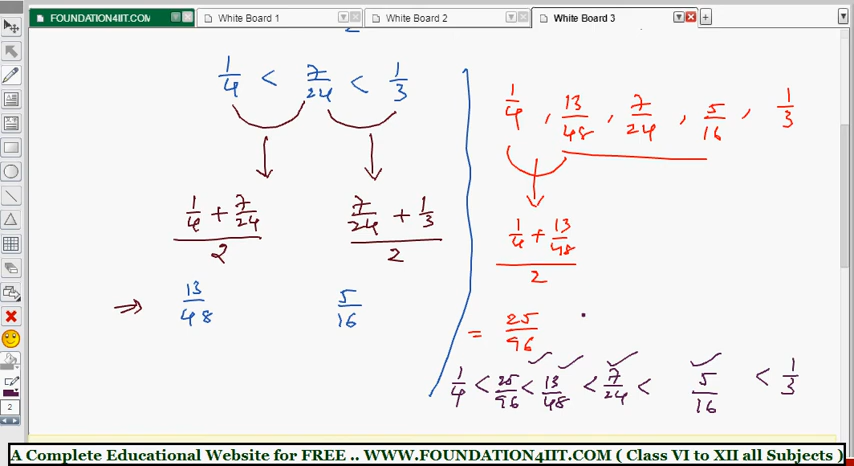 FOUNDATION4IIT.COM White Board 1 White Board 2 White Board 3 +
1/4 < 7/24 < 1/3
(1/4 + 7/24)/2 (7/24 + 1/3)/2
⇒ 13/48 5/16
1/4 , 13/48 , 7/24 , 5/16 , 1/3
(1/4 + 13/48)/2
= 25/96
1/4 < 25/96 < 13/48 < 7/24 < 5/16 < 1/3
2
A Complete Educational Website for FREE .. WWW.FOUNDATION4IIT.COM ( Class VI to XII all Subjects )